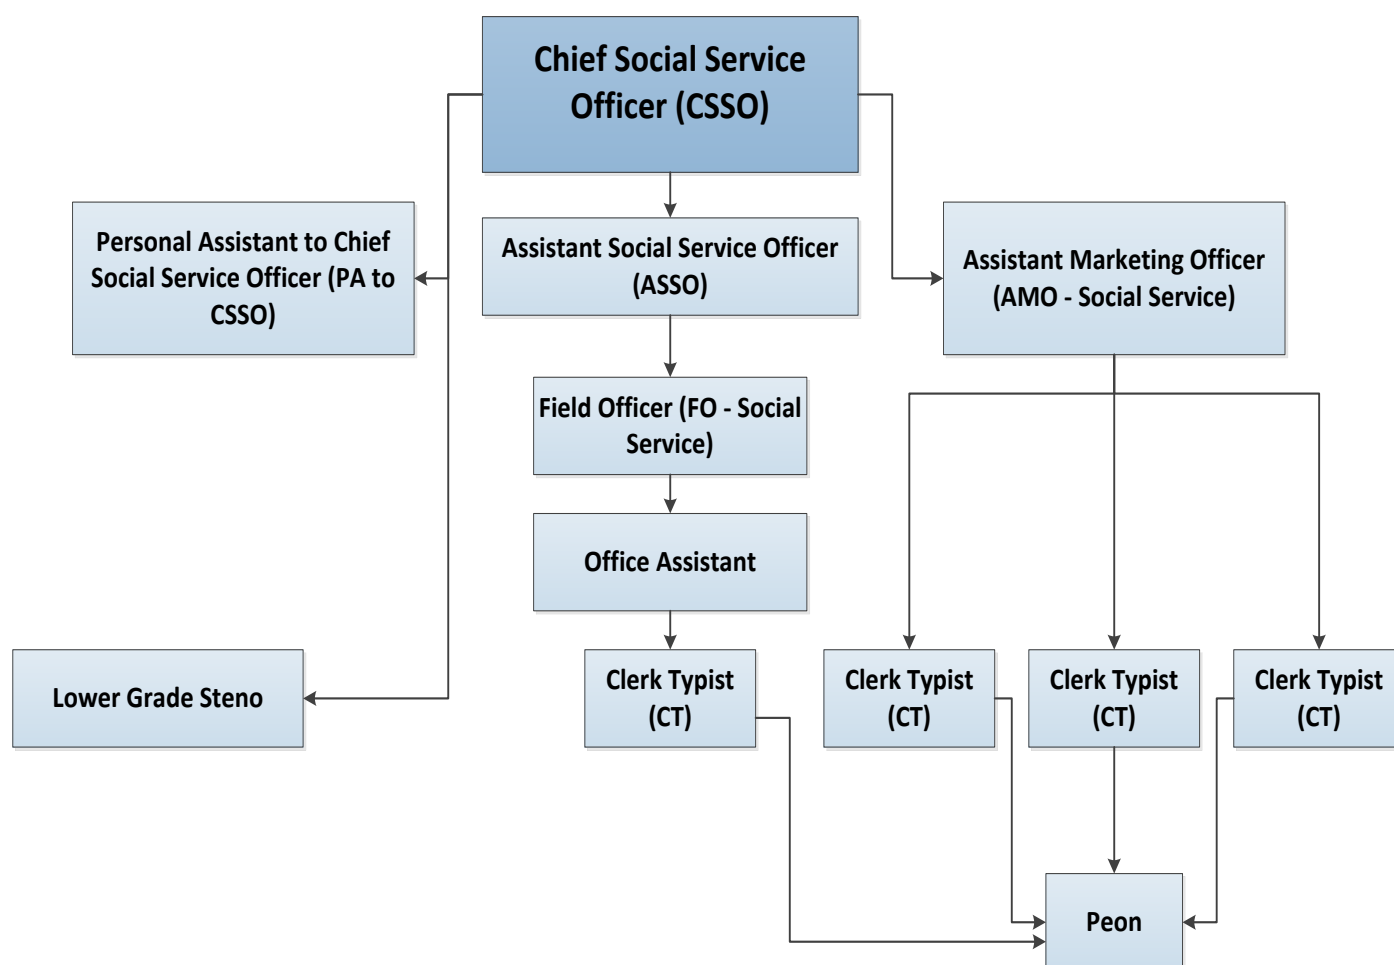 Chief Social Service
Officer (CSSO)
Personal Assistant to Chief
Social Service Officer (PA to
CSSO)
Assistant Social Service Officer
(ASSO)
Assistant Marketing Officer
(AMO - Social Service)
Field Officer (FO - Social
Service)
Office Assistant
Lower Grade Steno
Clerk Typist
(CT)
Clerk Typist
(CT)
Clerk Typist
(CT)
Clerk Typist
(CT)
Peon